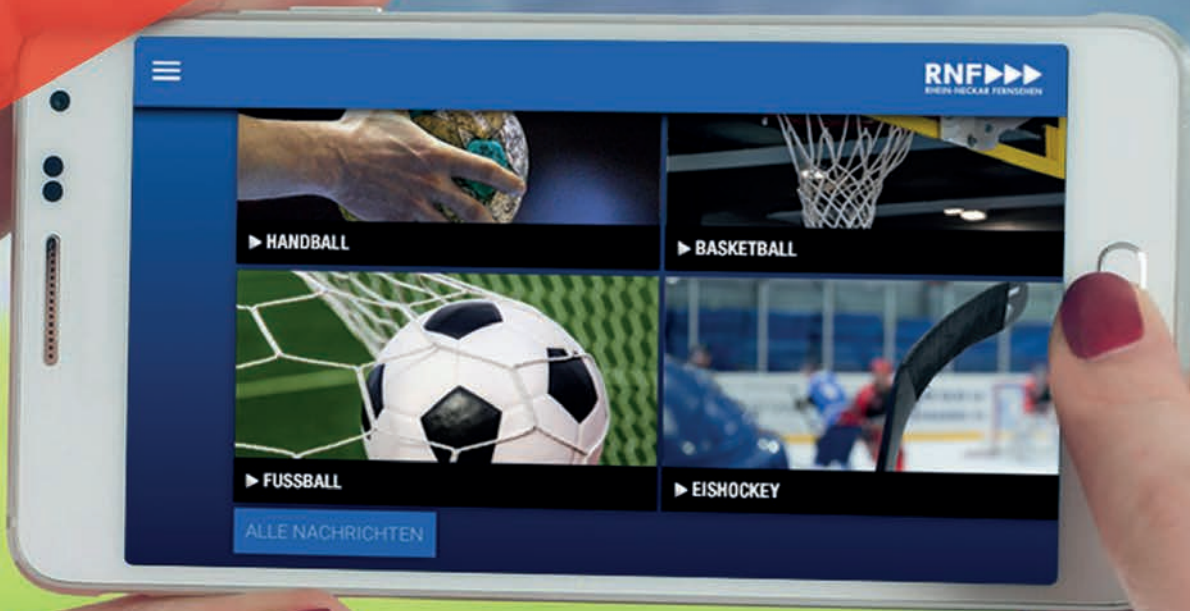 RNF
RHEIN-NECKAR FERNSEHEN
HANDBALL
BASKETBALL
FUSSBALL
EISHOCKEY
ALLE NACHRICHTEN